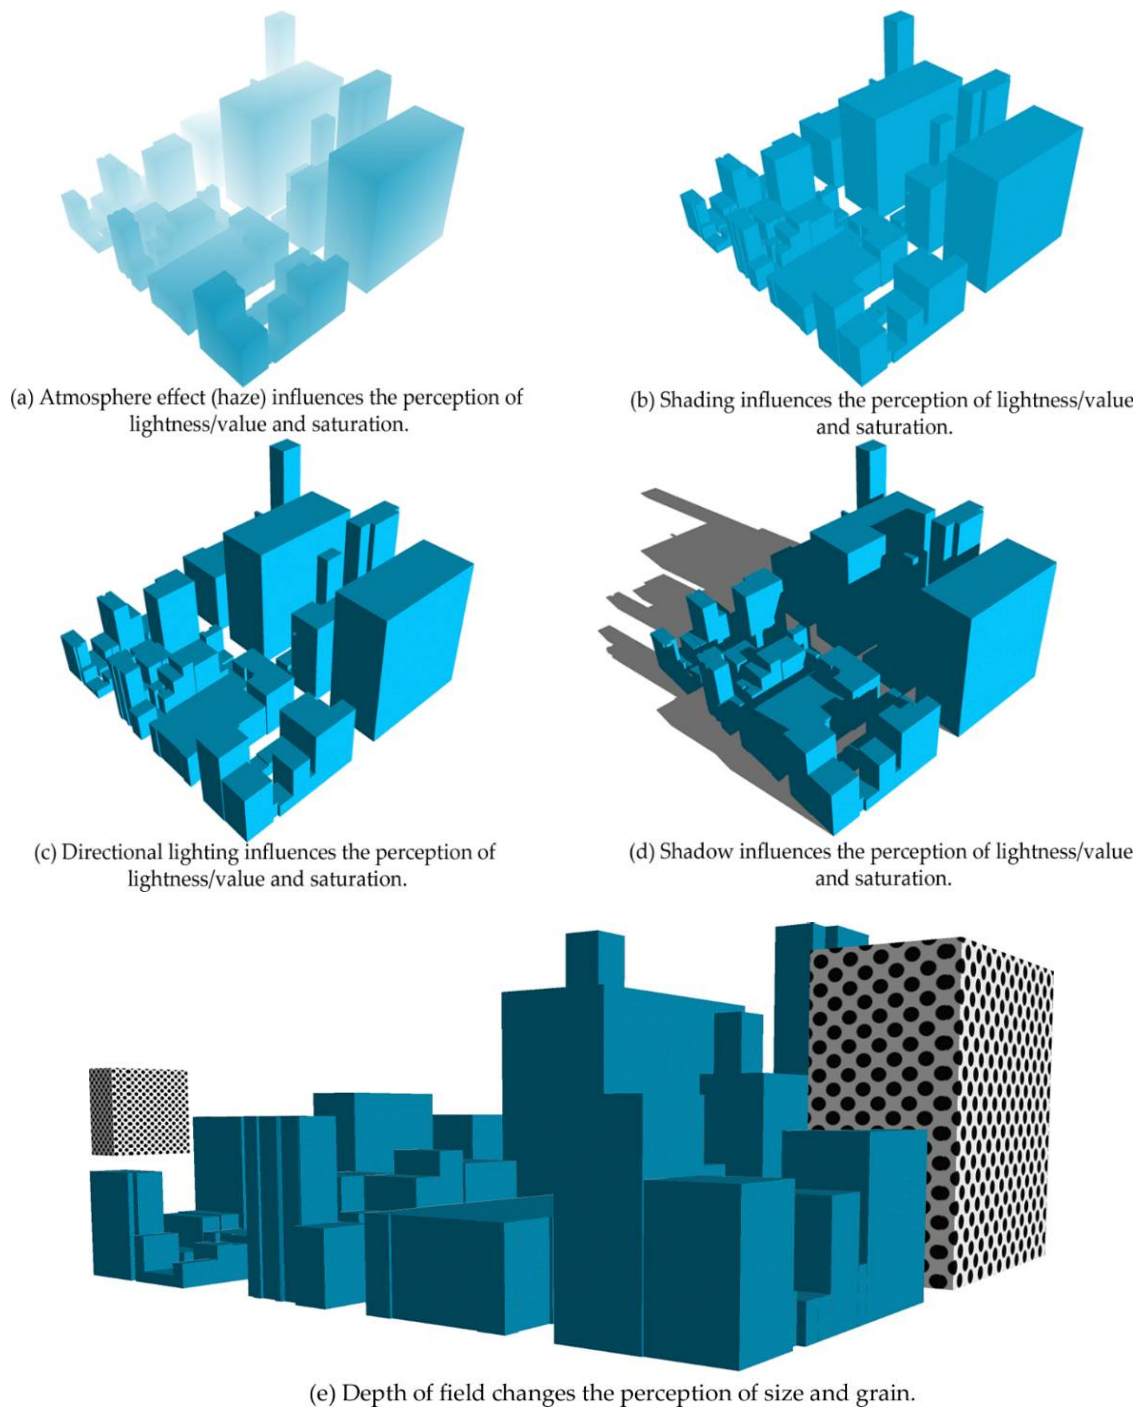 (a) Atmosphere effect (haze) influences the perception of
lightness/value and saturation.
(b) Shading influences the perception of lightness/value
and saturation.
(c) Directional lighting influences the perception of
lightness/value and saturation.
(d) Shadow influences the perception of lightness/value
and saturation.
(e) Depth of field changes the perception of size and grain.